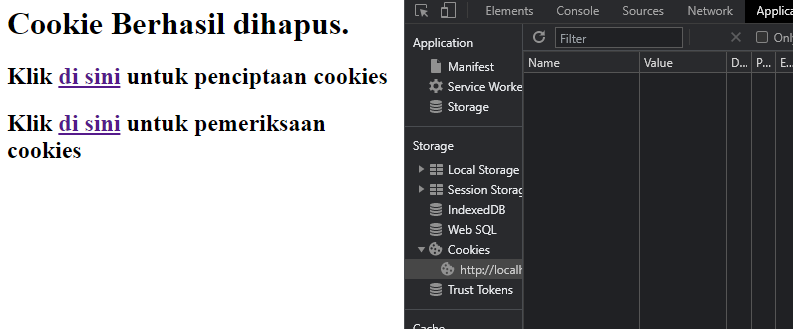 Cookie Berhasil dihapus.
Klik di sini untuk penciptaan cookies
Klik di sini untuk pemeriksaan
cookies
Elements Console Sources Network Applica
Application
Manifest
Service Worke
Storage
Storage
Local Storage
Session Storag
IndexedDB
Web SQL
Cookies
http://localh
Trust Tokens
Cache
Filter Only
Name Value D... P... E...